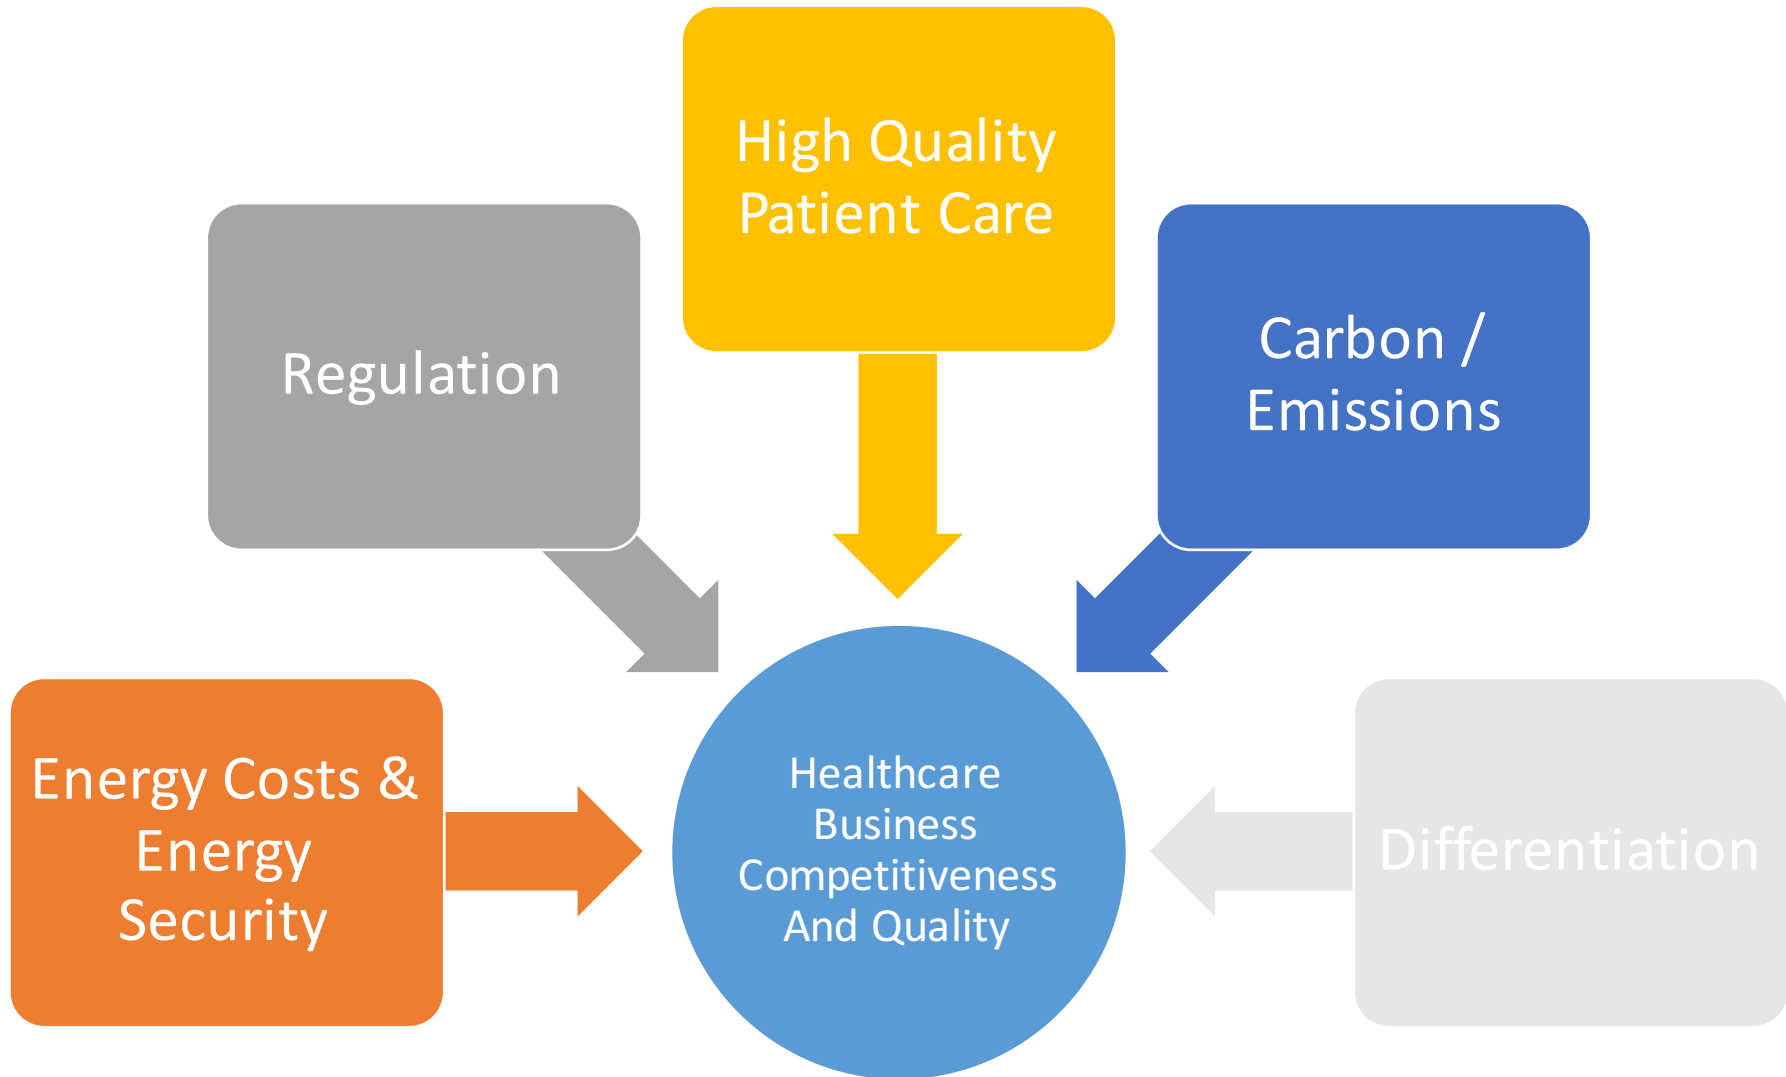 High Quality
Patient Care
Regulation
Carbon /
Emissions
Energy Costs &
Energy
Security
Healthcare
Business
Competitiveness
And Quality
Differentiation